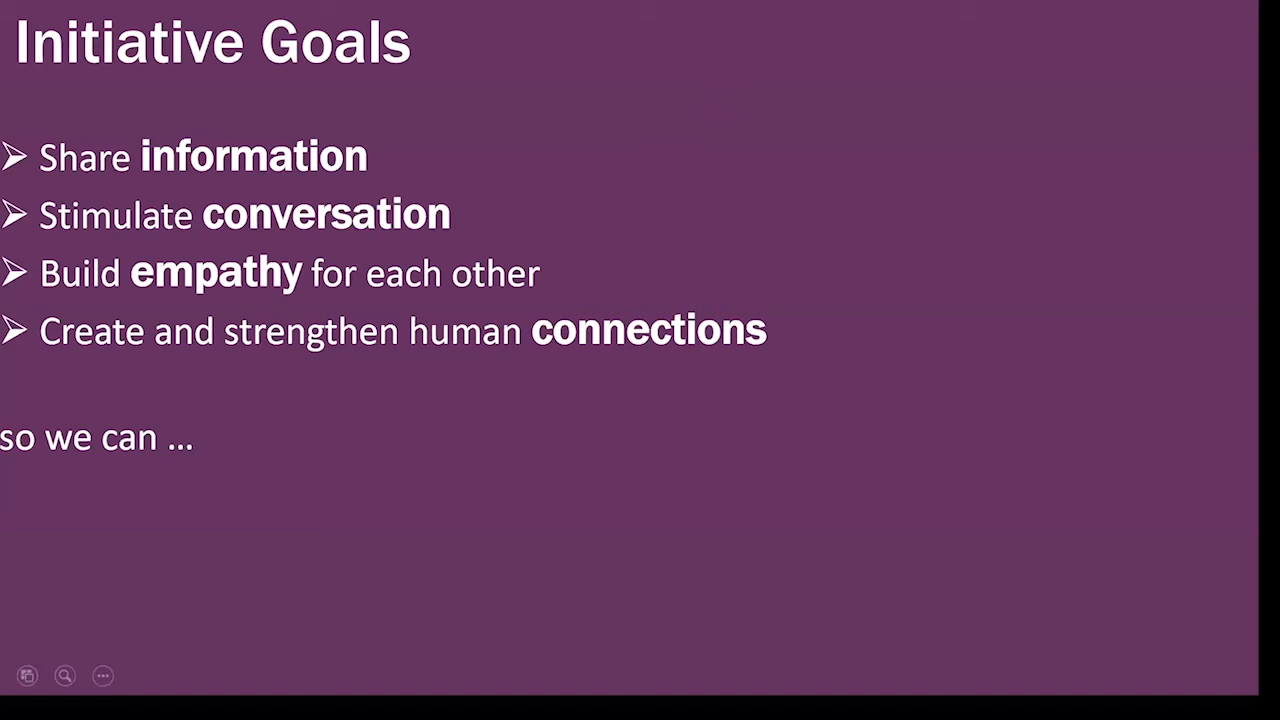 Initiative Goals
➢ Share information
➢ Stimulate conversation
➢ Build empathy for each other
➢ Create and strengthen human connections
so we can …